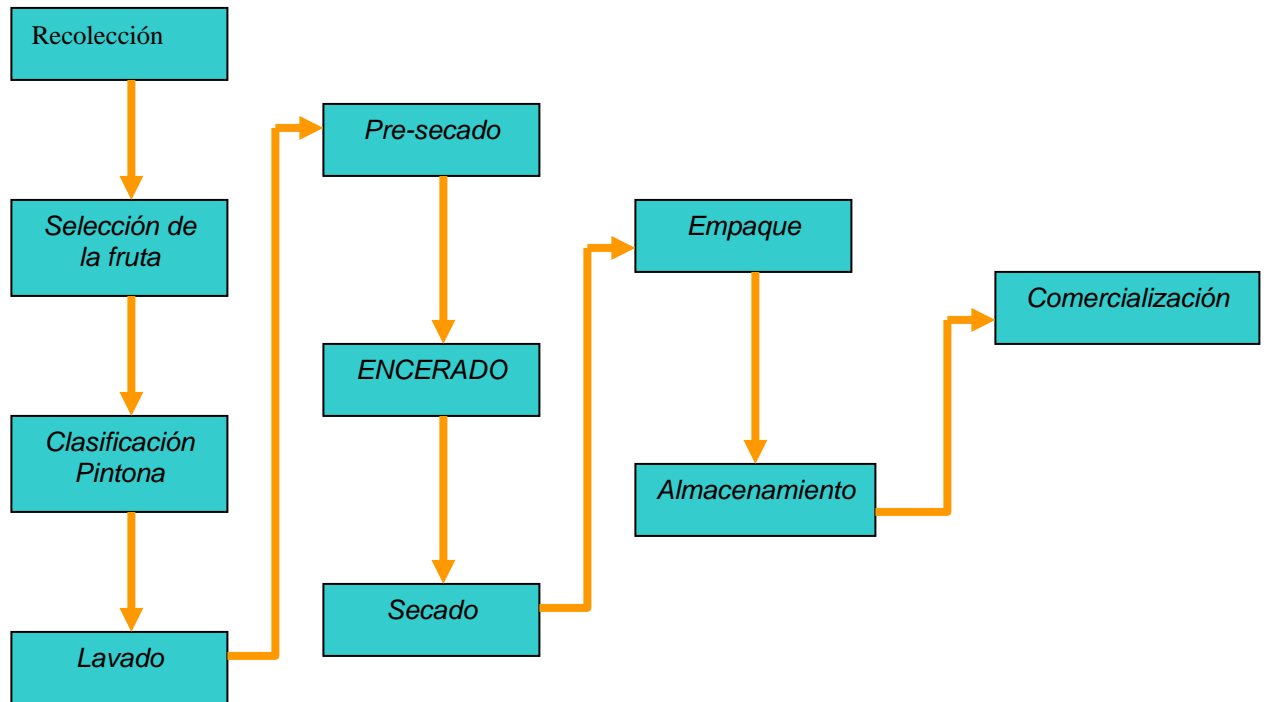 Recolección
Selección de
la fruta
Clasificación
Pintona
Lavado
Pre-secado
ENCERADO
Secado
Empaque
Almacenamiento
Comercialización